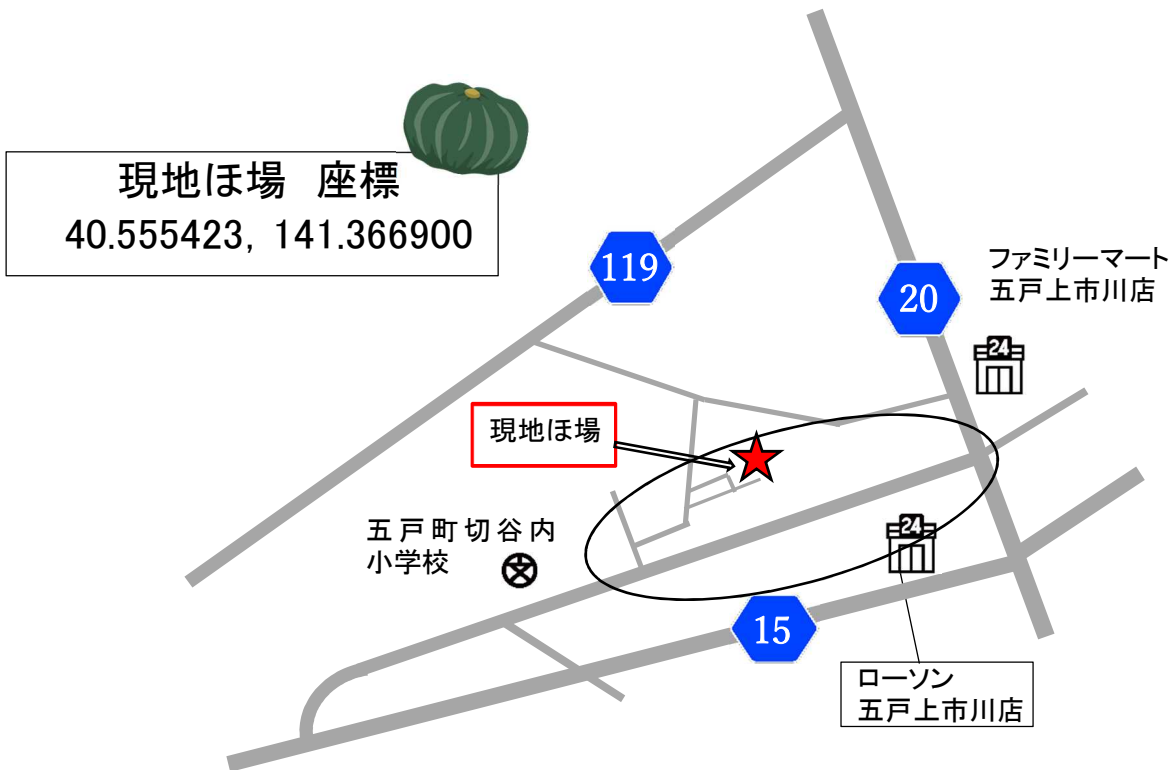 現地ほ場 座標
40.555423, 141.366900
119
20
ファミリーマート
五戸上市川店
24
現地ほ場
五戸町切谷内
小学校
24
15
ローソン
五戸上市川店